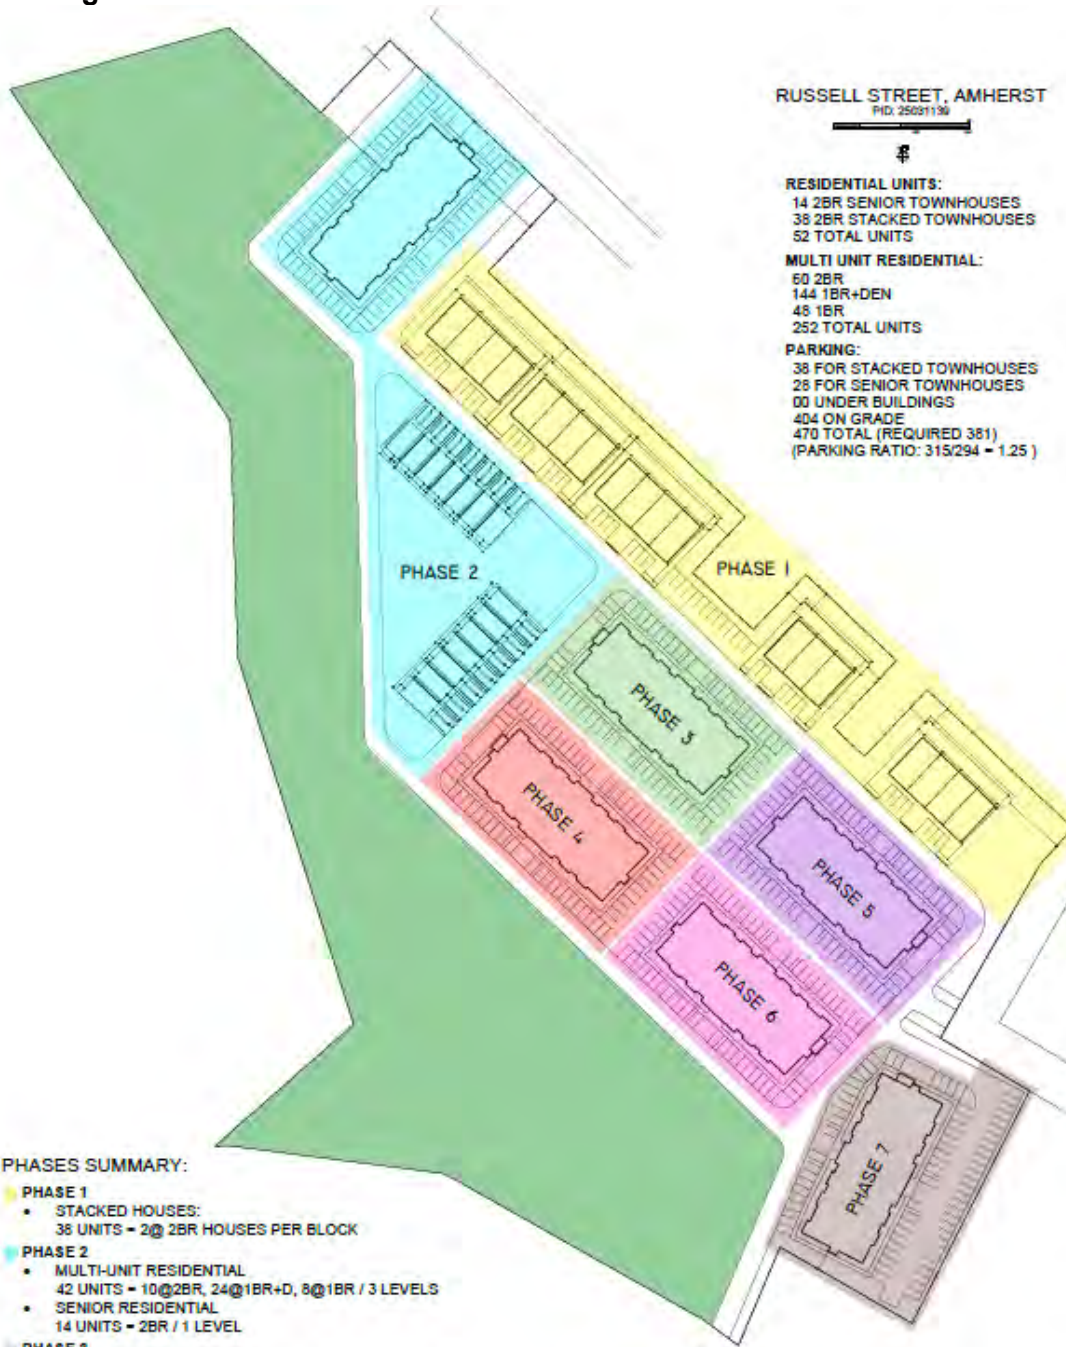 RUSSELL STREET, AMHERST
PID: 25031139
RESIDENTIAL UNITS:
14 2BR SENIOR TOWNHOUSES
38 2BR STACKED TOWNHOUSES
52 TOTAL UNITS
MULTI UNIT RESIDENTIAL:
60 2BR
144 1BR+DEN
48 1BR
252 TOTAL UNITS
PARKING:
38 FOR STACKED TOWNHOUSES
28 FOR SENIOR TOWNHOUSES
00 UNDER BUILDINGS
404 ON GRADE
470 TOTAL (REQUIRED 381)
(PARKING RATIO: 315/294 = 1.25 )
PHASE 1
PHASE 2
PHASE 3
PHASE 4
PHASE 5
PHASE 6
PHASE 7
PHASES SUMMARY:
PHASE 1
• STACKED HOUSES:
38 UNITS = 2@ 2BR HOUSES PER BLOCK
PHASE 2
• MULTI-UNIT RESIDENTIAL
42 UNITS = 10@2BR, 24@1BR+D, 8@1BR / 3 LEVELS
• SENIOR RESIDENTIAL
14 UNITS = 2BR / 1 LEVEL